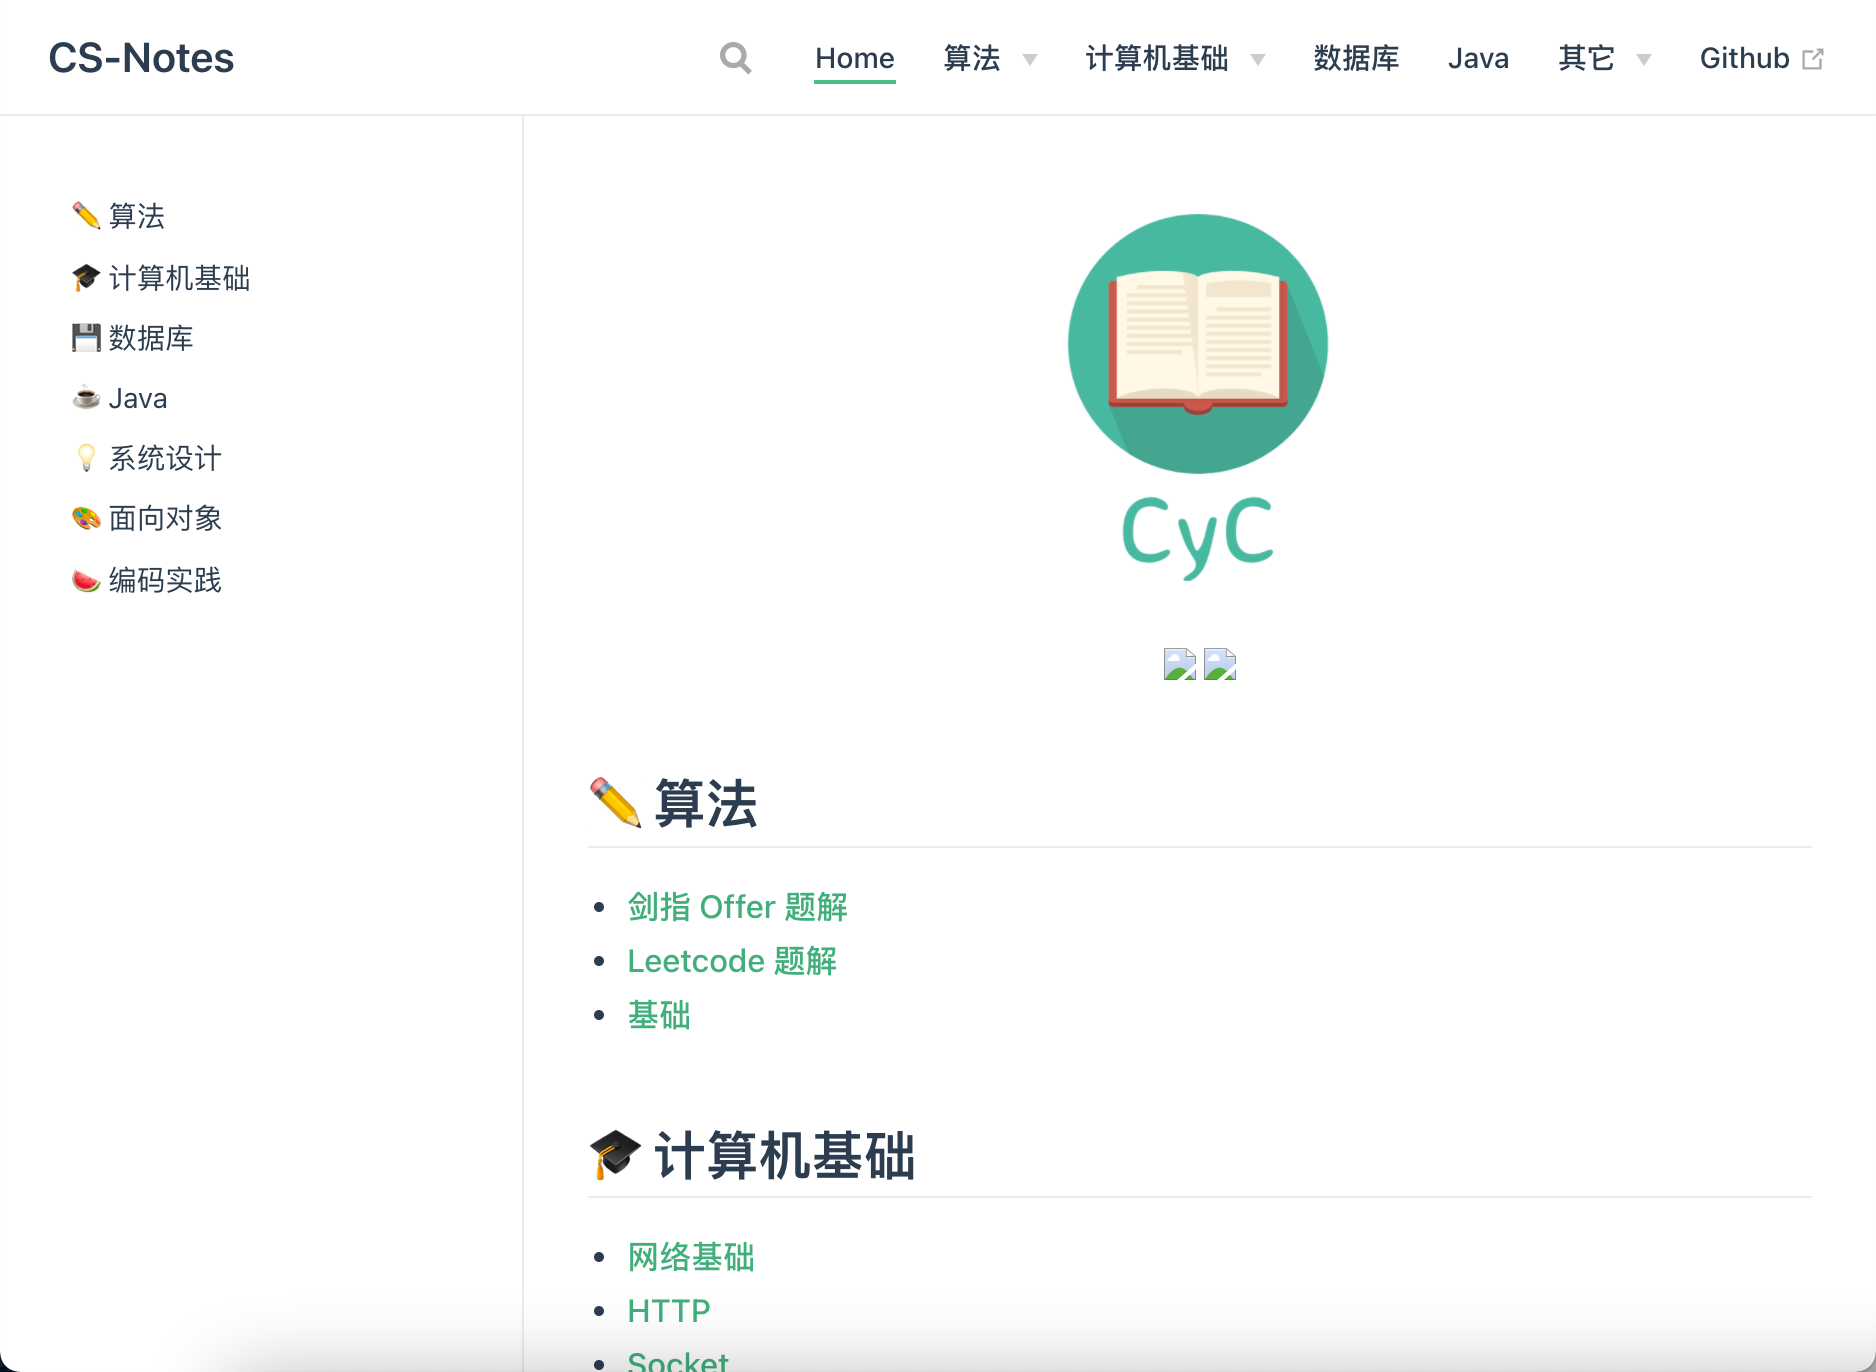 CS-Notes
Home 算法 计算机基础 数据库 Java 其它 Github
✏️ 算法
🎓 计算机基础
💾 数据库
☕ Java
💡 系统设计
🎨 面向对象
🍉 编码实践
CyC
✏️ 算法
• 剑指 Offer 题解
• Leetcode 题解
• 基础
🎓 计算机基础
• 网络基础
• HTTP
• Socket